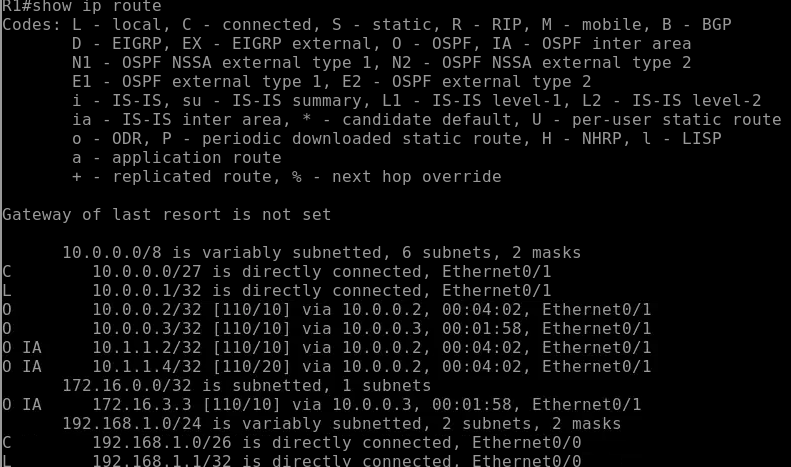 R1#show ip route
Codes: L - local, C - connected, S - static, R - RIP, M - mobile, B - BGP
       D - EIGRP, EX - EIGRP external, O - OSPF, IA - OSPF inter area
       N1 - OSPF NSSA external type 1, N2 - OSPF NSSA external type 2
       E1 - OSPF external type 1, E2 - OSPF external type 2
       i - IS-IS, su - IS-IS summary, L1 - IS-IS level-1, L2 - IS-IS level-2
       ia - IS-IS inter area, * - candidate default, U - per-user static route
       o - ODR, P - periodic downloaded static route, H - NHRP, l - LISP
       a - application route
       + - replicated route, % - next hop override

Gateway of last resort is not set

      10.0.0.0/8 is variably subnetted, 6 subnets, 2 masks
C        10.0.0.0/27 is directly connected, Ethernet0/1
L        10.0.0.1/32 is directly connected, Ethernet0/1
O        10.0.0.2/32 [110/10] via 10.0.0.2, 00:04:02, Ethernet0/1
O        10.0.0.3/32 [110/10] via 10.0.0.3, 00:01:58, Ethernet0/1
O IA     10.1.1.2/32 [110/10] via 10.0.0.2, 00:04:02, Ethernet0/1
O IA     10.1.1.4/32 [110/20] via 10.0.0.2, 00:04:02, Ethernet0/1
      172.16.0.0/32 is subnetted, 1 subnets
O IA     172.16.3.3 [110/10] via 10.0.0.3, 00:01:58, Ethernet0/1
      192.168.1.0/24 is variably subnetted, 2 subnets, 2 masks
C        192.168.1.0/26 is directly connected, Ethernet0/0
L        192.168.1.1/32 is directly connected, Ethernet0/0